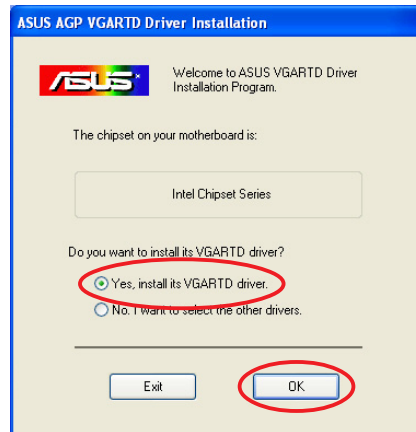 ASUS AGP VGARTD Driver Installation
ASUS
Welcome to ASUS VGARTD Driver
Installation Program.
The chipset on your motherboard is:
Intel Chipset Series
Do you want to install its VGARTD driver?
Yes, install its VGARTD driver.
No. I want to select the other drivers.
Exit
OK